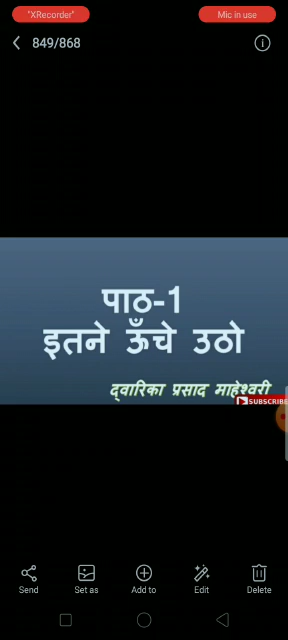 "XRecorder"
Mic in use
849/868
पाठ-1
इतने ऊँचे उठो
द्वारिका प्रसाद माहेश्वरी
SUBSCRIBE
Send
Set as
Add to
Edit
Delete